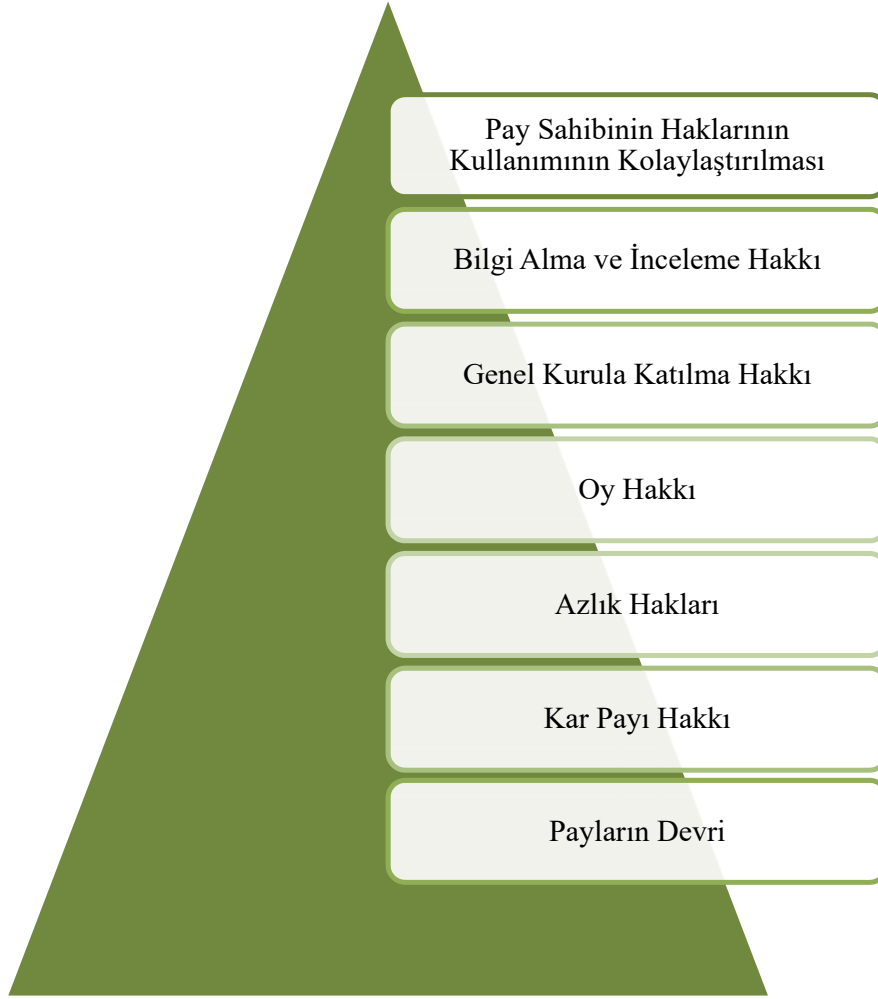 Pay Sahibinin Haklarının
Kullanımının Kolaylaştırılması
Bilgi Alma ve İnceleme Hakkı
Genel Kurula Katılma Hakkı
Oy Hakkı
Azlık Hakları
Kar Payı Hakkı
Payların Devri